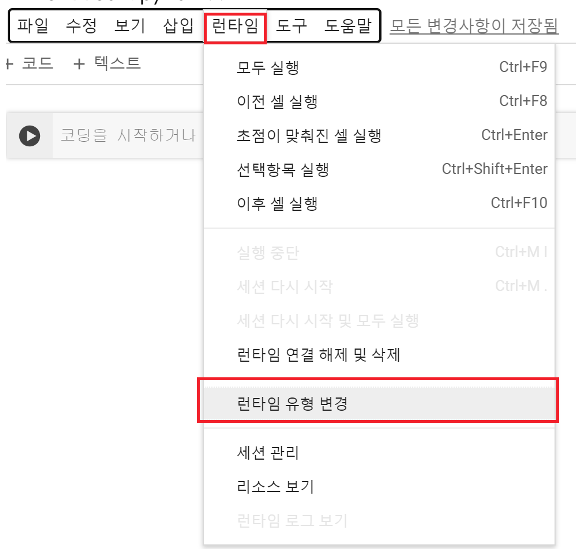 파일 수정 보기 삽입 런타임 도구 도움말 모든 변경사항이 저장됨
+ 코드 + 텍스트
모두 실행 Ctrl+F9
이전 셀 실행 Ctrl+F8
초점이 맞춰진 셀 실행 Ctrl+Enter
코딩을 시작하거나
선택항목 실행 Ctrl+Shift+Enter
이후 셀 실행 Ctrl+F10
실행 중단 Ctrl+M I
세션 다시 시작 Ctrl+M .
세션 다시 시작 및 모두 실행
런타임 연결 해제 및 삭제
런타임 유형 변경
세션 관리
리소스 보기
런타임 로그 보기